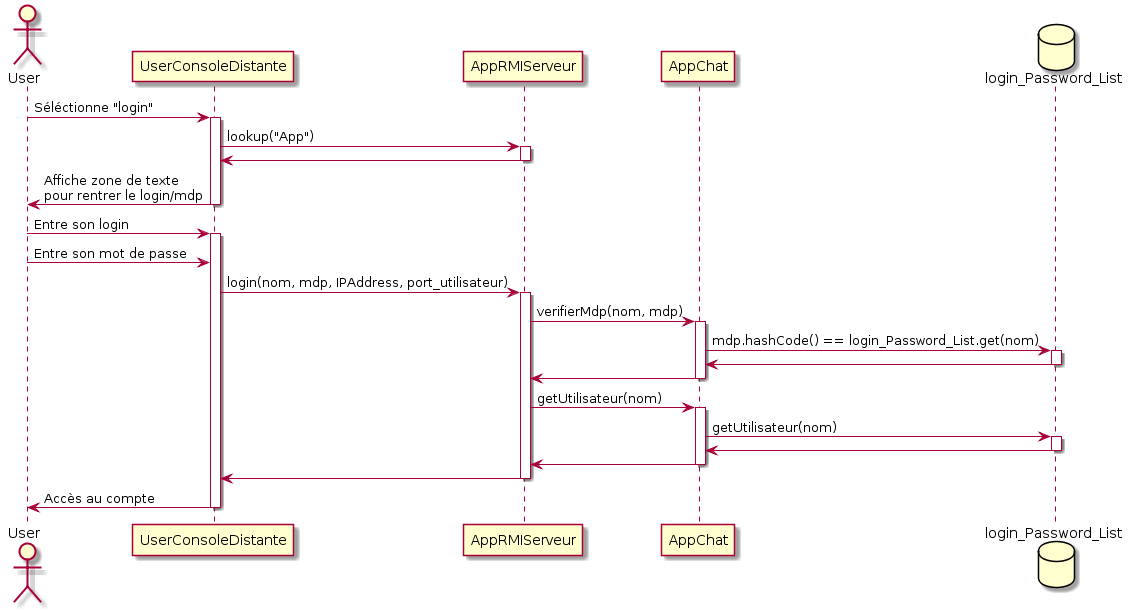 User
UserConsoleDistante
AppRMIServeur
AppChat
login_Password_List
Séléctionne "login"
lookup("App")
Affiche zone de texte
pour rentrer le login/mdp
Entre son login
Entre son mot de passe
login(nom, mdp, IPAddress, port_utilisateur)
verifierMdp(nom, mdp)
mdp.hashCode() == login_Password_List.get(nom)
getUtilisateur(nom)
getUtilisateur(nom)
Accès au compte
User
UserConsoleDistante
AppRMIServeur
AppChat
login_Password_List